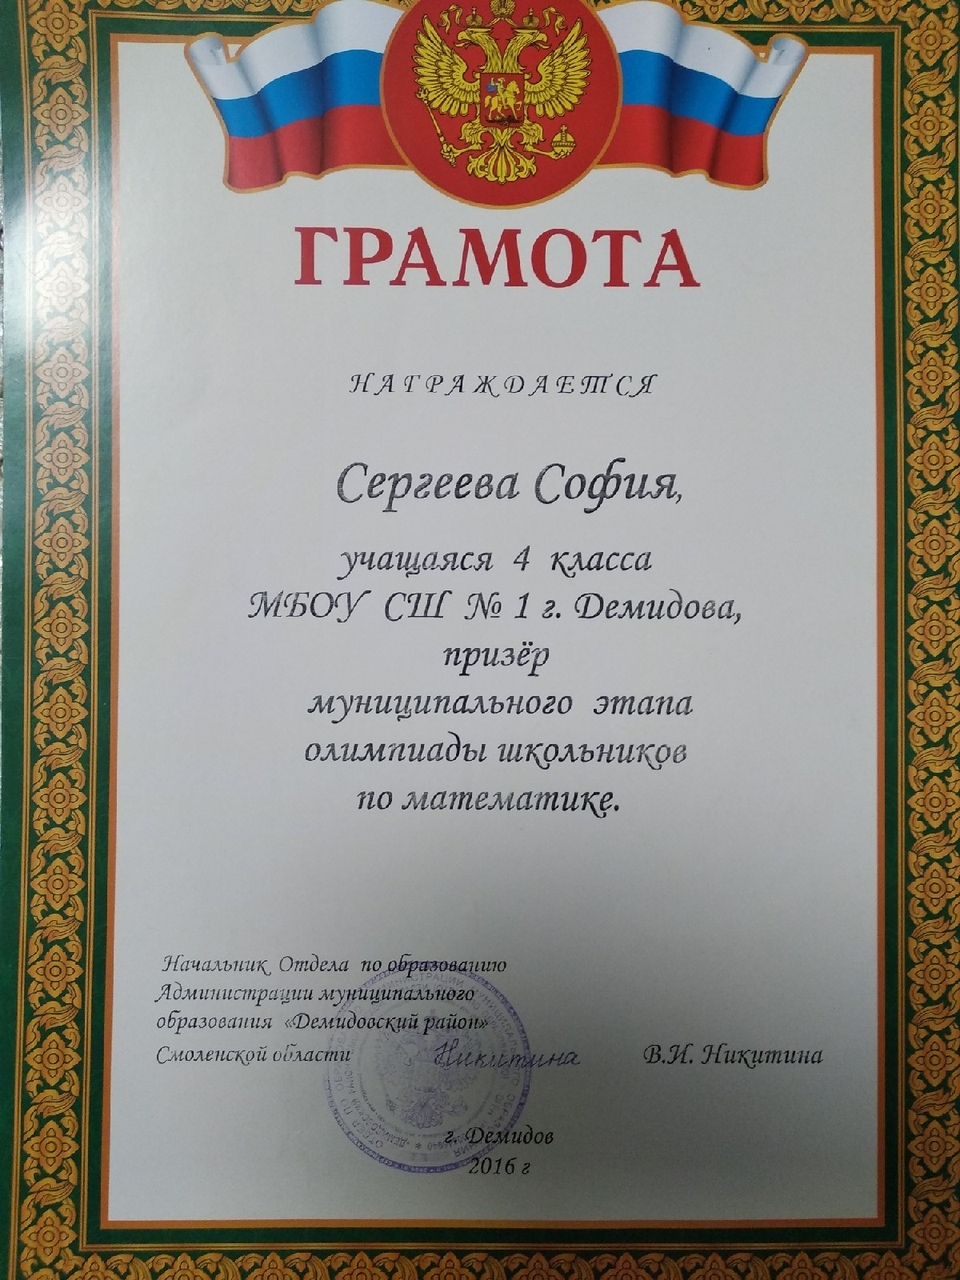 ГРАМОТА
НАГРАЖДАЕТСЯ
Сергеева София,
учащаяся 4 класса
МБОУ СШ № 1 г. Демидова,
призёр
муниципального этапа
олимпиады школьников
по математике.
Начальник Отдела по образованию
Администрации муниципального
образования «Демидовский район»
Смоленской области Никитина В.И. Никитина
г. Демидов
2016 г